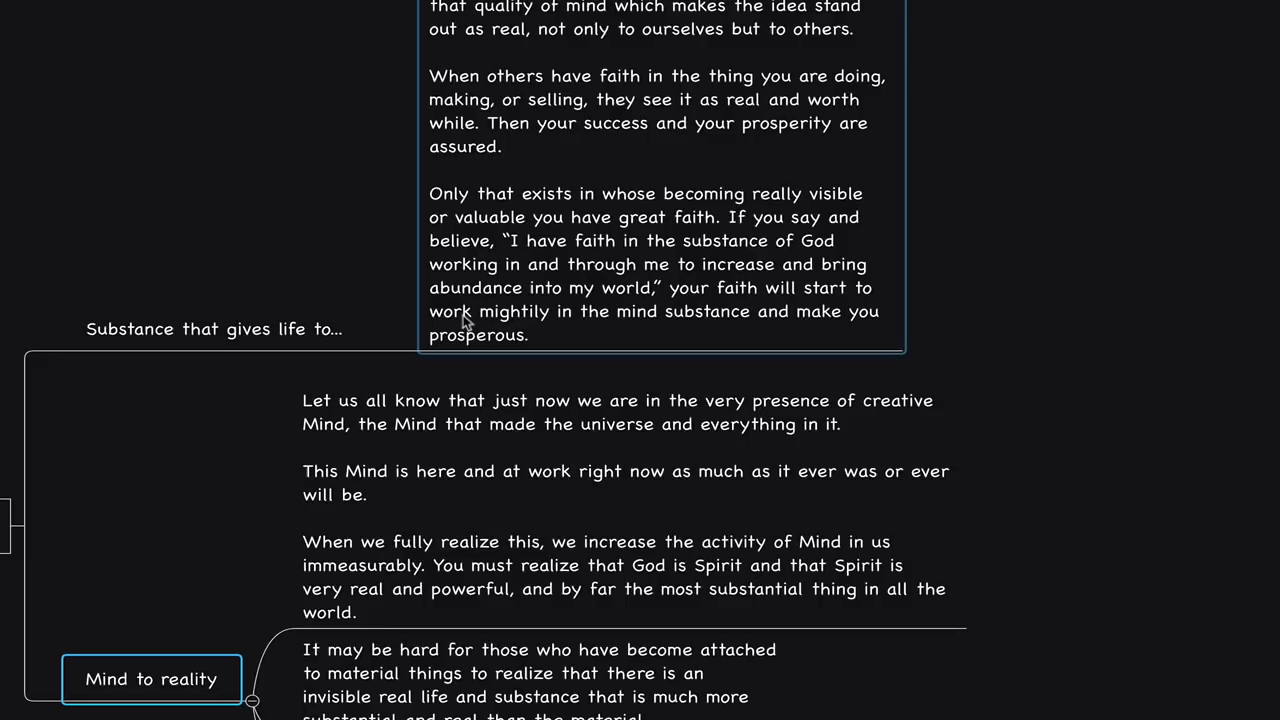 that quality of mind which makes the idea stand
out as real, not only to ourselves but to others.
When others have faith in the thing you are doing,
making, or selling, they see it as real and worth
while. Then your success and your prosperity are
assured.
Only that exists in whose becoming really visible
or valuable you have great faith. If you say and
believe, “I have faith in the substance of God
working in and through me to increase and bring
abundance into my world,” your faith will start to
work mightily in the mind substance and make you
prosperous.
Substance that gives life to...
Let us all know that just now we are in the very presence of creative
Mind, the Mind that made the universe and everything in it.
This Mind is here and at work right now as much as it ever was or ever
will be.
When we fully realize this, we increase the activity of Mind in us
immeasurably. You must realize that God is Spirit and that Spirit is
very real and powerful, and by far the most substantial thing in all the
world.
Mind to reality
It may be hard for those who have become attached
to material things to realize that there is an
invisible real life and substance that is much more
substantial and real than the material